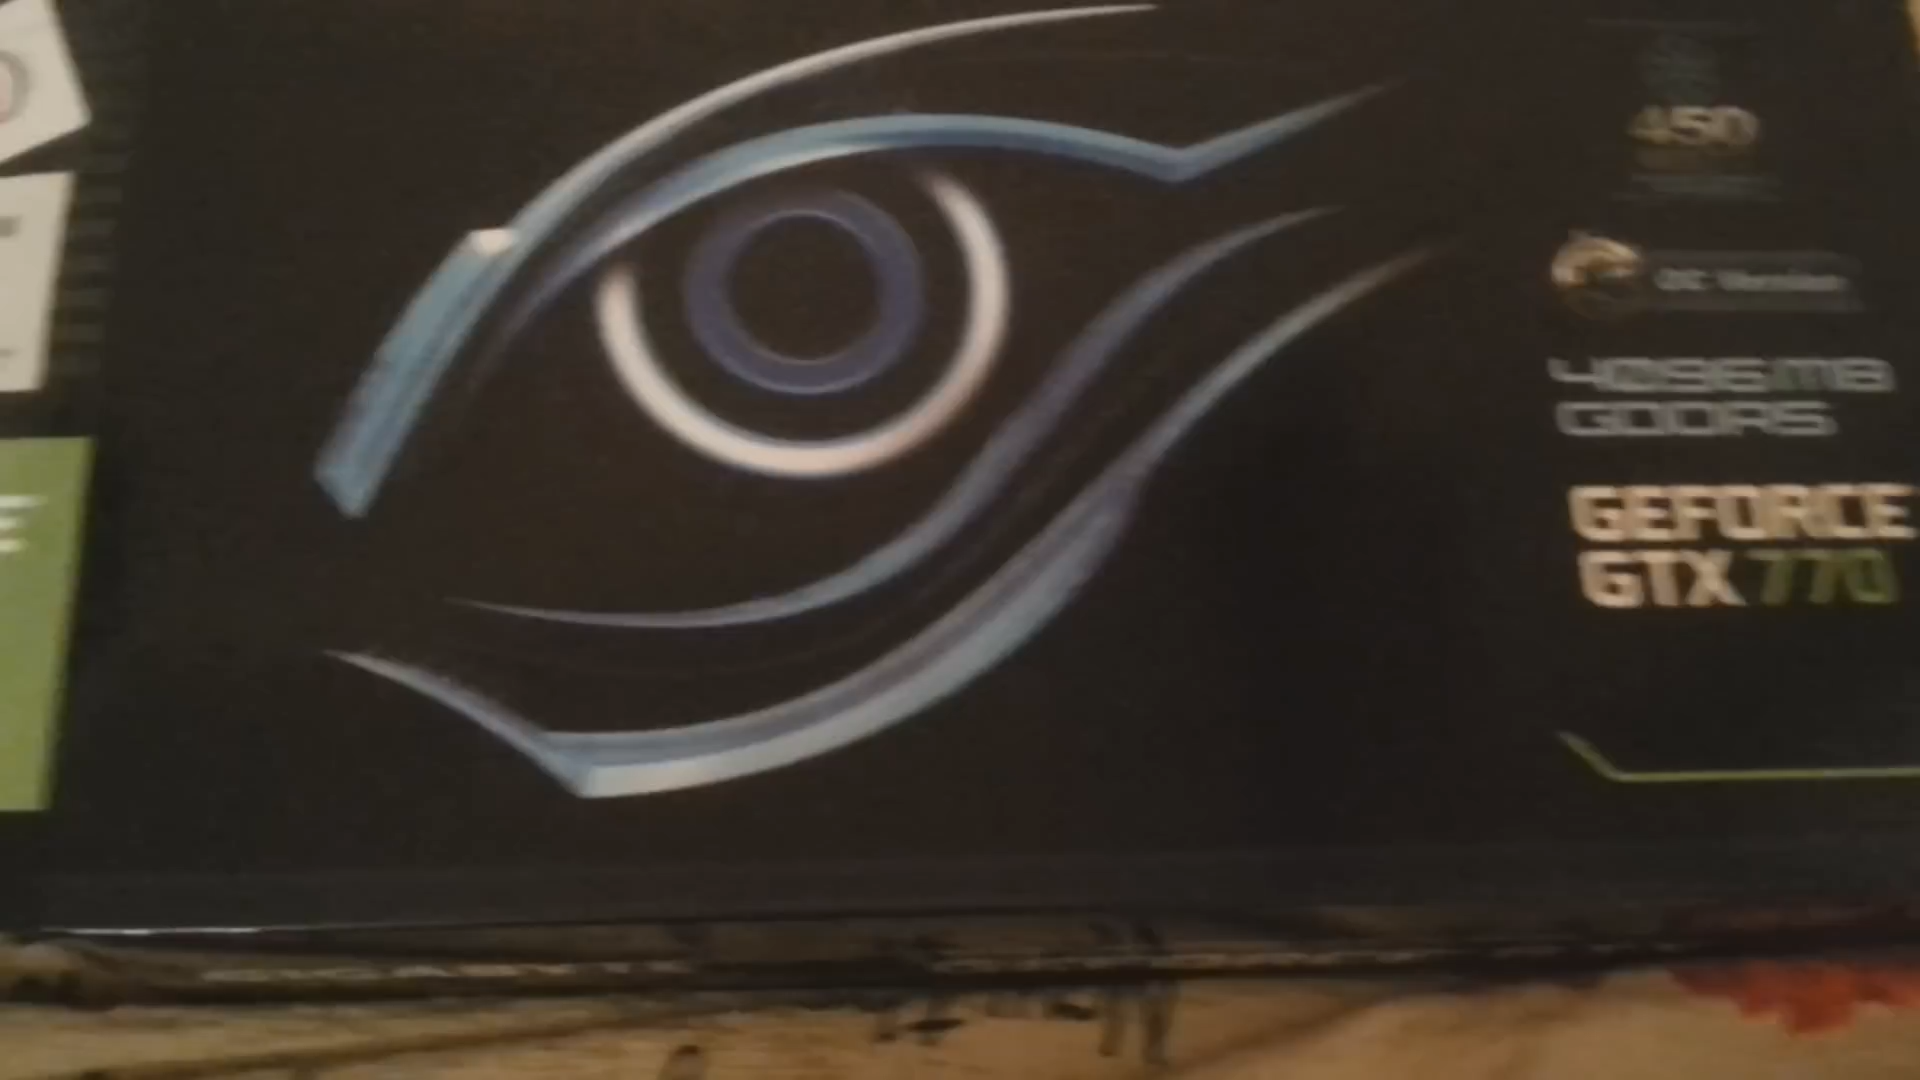 450
OC Version
4096MB
GDDR5
GEFORCE
GTX 770
E